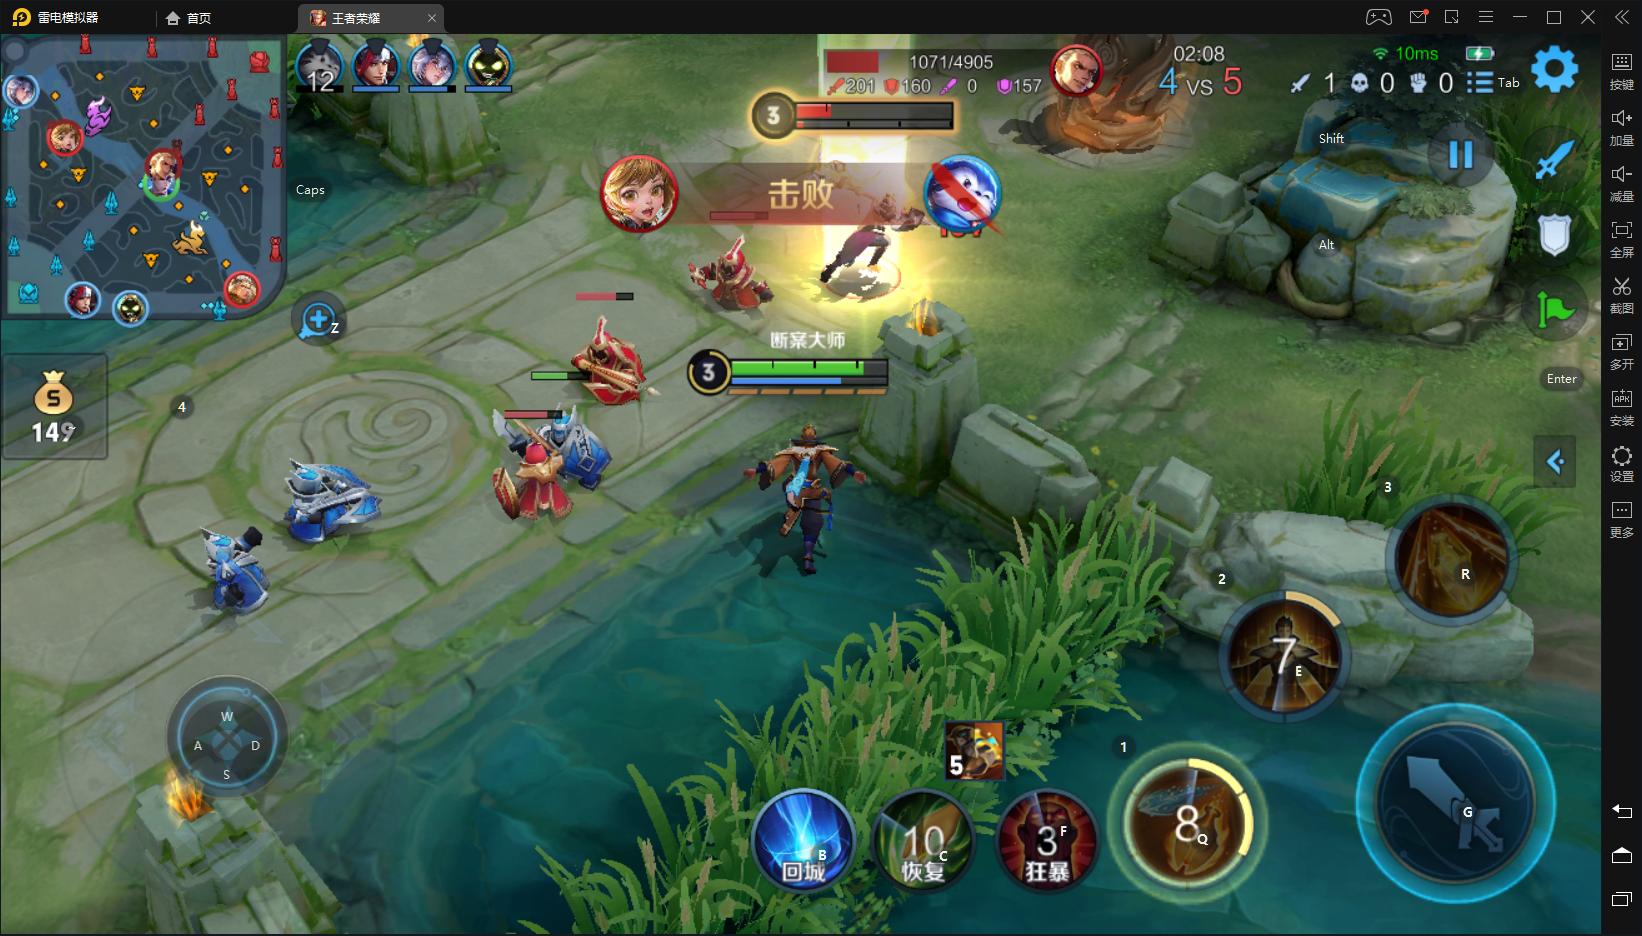 雷电模拟器
首页
王者荣耀
12
1071/4905
201 160 0 157
02:08
4 VS 5
10ms
1 0 0 Tab
按键
加量
减量
全屏
截图
多开
安装
设置
更多
3
击败
Shift
Caps
Alt
Z
断案大师
3
Enter
4
3
2
R
7
E
W
A D
S
5
1
8
Q
G
B
回城
10
C
恢复
3
F
狂暴